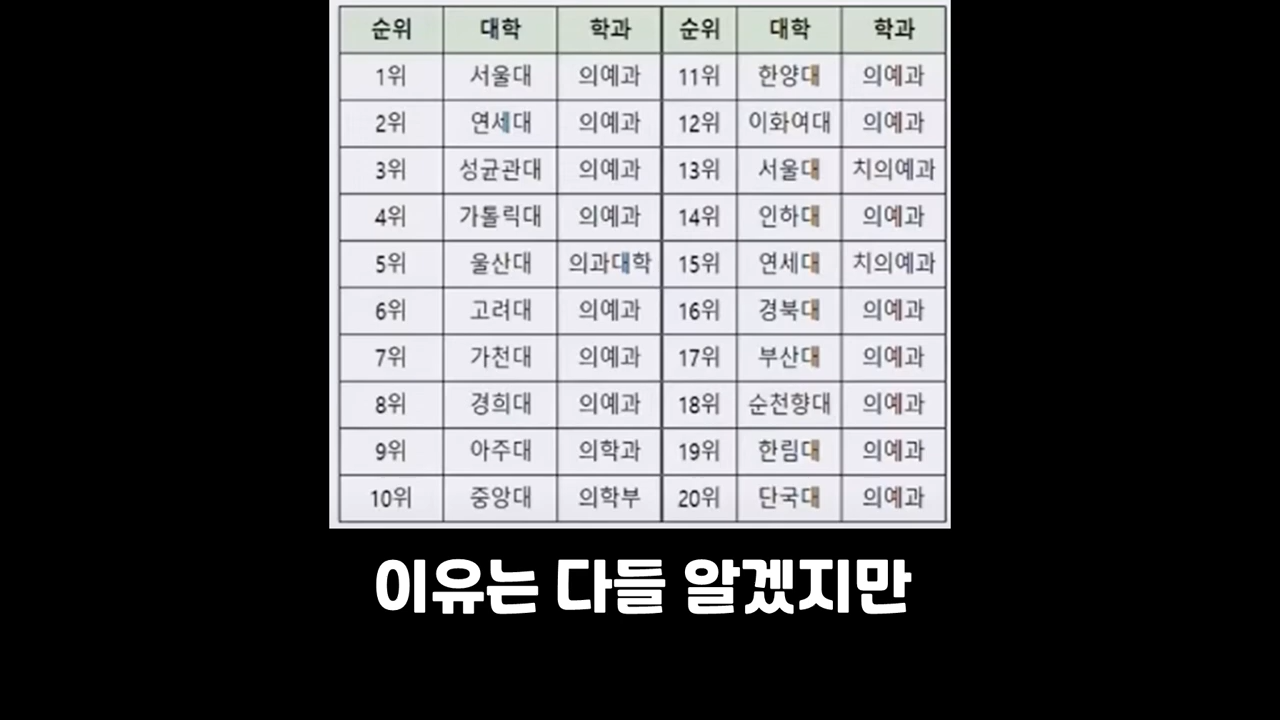 순위 대학 학과 순위 대학 학과
1위 서울대 의예과 11위 한양대 의예과
2위 연세대 의예과 12위 이화여대 의예과
3위 성균관대 의예과 13위 서울대 치의예과
4위 가톨릭대 의예과 14위 인하대 의예과
5위 울산대 의과대학 15위 연세대 치의예과
6위 고려대 의예과 16위 경북대 의예과
7위 가천대 의예과 17위 부산대 의예과
8위 경희대 의예과 18위 순천향대 의예과
9위 아주대 의학과 19위 한림대 의예과
10위 중앙대 의학부 20위 단국대 의예과
이유는 다들 알겠지만